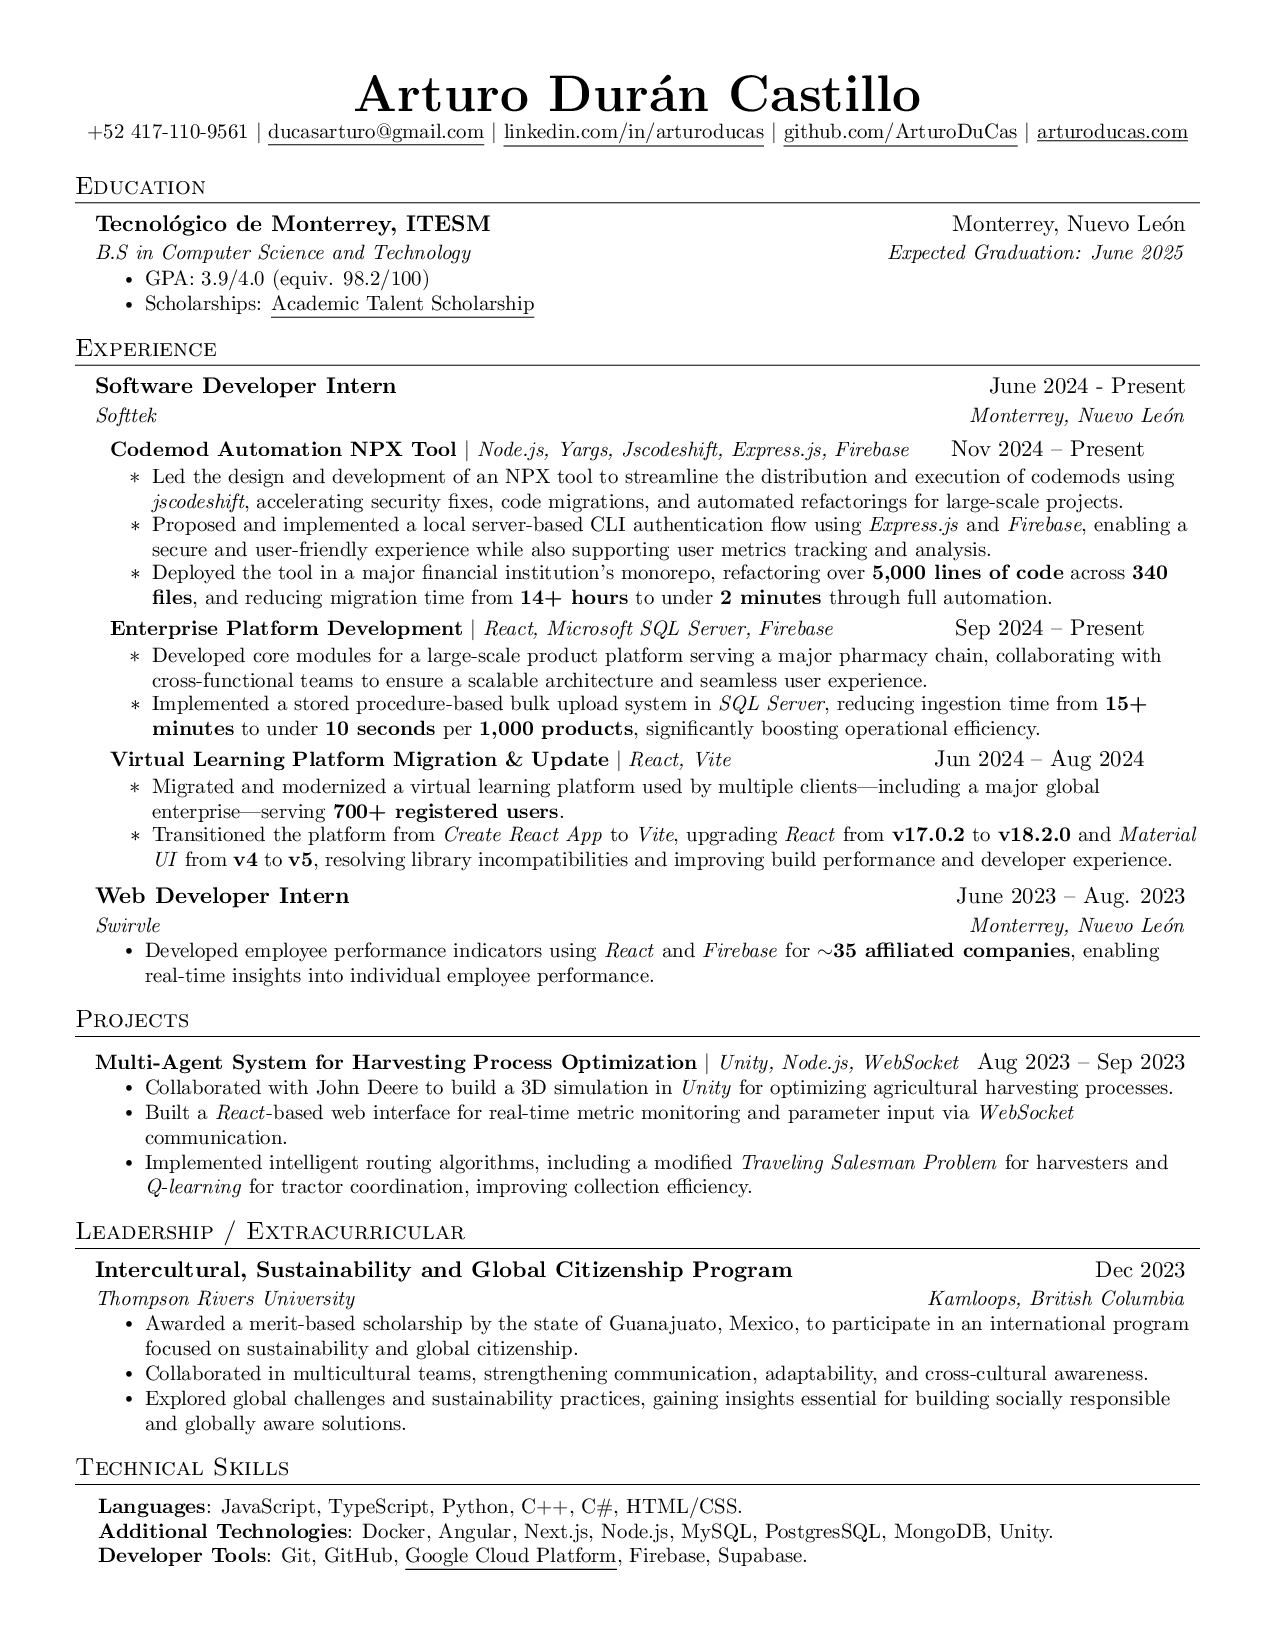 Arturo Durán Castillo
+52 417-110-9561 | ducasarturo@gmail.com | linkedin.com/in/arturoducas | github.com/ArturoDuCas | arturoducas.com
Education
Tecnológico de Monterrey, ITESM Monterrey, Nuevo León
B.S in Computer Science and Technology Expected Graduation: June 2025
• GPA: 3.9/4.0 (equiv. 98.2/100)
• Scholarships: Academic Talent Scholarship
Experience
Software Developer Intern June 2024 - Present
Softtek Monterrey, Nuevo León
Codemod Automation NPX Tool | Node.js, Yargs, Jscodeshift, Express.js, Firebase Nov 2024 – Present
∗ Led the design and development of an NPX tool to streamline the distribution and execution of codemods using
jscodeshift, accelerating security fixes, code migrations, and automated refactorings for large-scale projects.
∗ Proposed and implemented a local server-based CLI authentication flow using Express.js and Firebase, enabling a
secure and user-friendly experience while also supporting user metrics tracking and analysis.
∗ Deployed the tool in a major financial institution's monorepo, refactoring over 5,000 lines of code across 340
files, and reducing migration time from 14+ hours to under 2 minutes through full automation.
Enterprise Platform Development | React, Microsoft SQL Server, Firebase Sep 2024 – Present
∗ Developed core modules for a large-scale product platform serving a major pharmacy chain, collaborating with
cross-functional teams to ensure a scalable architecture and seamless user experience.
∗ Implemented a stored procedure-based bulk upload system in SQL Server, reducing ingestion time from 15+
minutes to under 10 seconds per 1,000 products, significantly boosting operational efficiency.
Virtual Learning Platform Migration & Update | React, Vite Jun 2024 – Aug 2024
∗ Migrated and modernized a virtual learning platform used by multiple clients—including a major global
enterprise—serving 700+ registered users.
∗ Transitioned the platform from Create React App to Vite, upgrading React from v17.0.2 to v18.2.0 and Material
UI from v4 to v5, resolving library incompatibilities and improving build performance and developer experience.
Web Developer Intern June 2023 – Aug. 2023
Swirvle Monterrey, Nuevo León
• Developed employee performance indicators using React and Firebase for ~35 affiliated companies, enabling
real-time insights into individual employee performance.
Projects
Multi-Agent System for Harvesting Process Optimization | Unity, Node.js, WebSocket Aug 2023 – Sep 2023
• Collaborated with John Deere to build a 3D simulation in Unity for optimizing agricultural harvesting processes.
• Built a React-based web interface for real-time metric monitoring and parameter input via WebSocket
communication.
• Implemented intelligent routing algorithms, including a modified Traveling Salesman Problem for harvesters and
Q-learning for tractor coordination, improving collection efficiency.
Leadership / Extracurricular
Intercultural, Sustainability and Global Citizenship Program Dec 2023
Thompson Rivers University Kamloops, British Columbia
• Awarded a merit-based scholarship by the state of Guanajuato, Mexico, to participate in an international program
focused on sustainability and global citizenship.
• Collaborated in multicultural teams, strengthening communication, adaptability, and cross-cultural awareness.
• Explored global challenges and sustainability practices, gaining insights essential for building socially responsible
and globally aware solutions.
Technical Skills
Languages: JavaScript, TypeScript, Python, C++, C#, HTML/CSS.
Additional Technologies: Docker, Angular, Next.js, Node.js, MySQL, PostgresSQL, MongoDB, Unity.
Developer Tools: Git, GitHub, Google Cloud Platform, Firebase, Supabase.